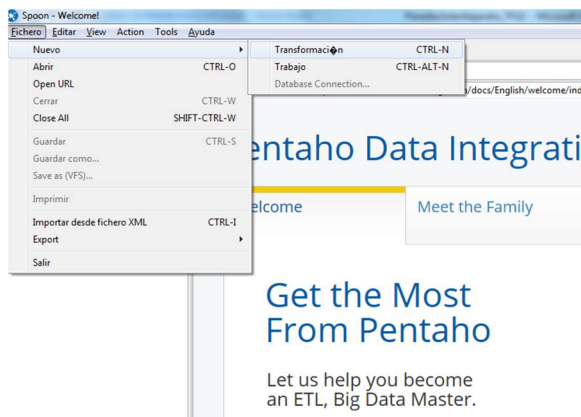 Spoon - Welcome!
Fichero Editar View Action Tools Ayuda
Nuevo
Abrir CTRL-O
Open URL
Cerrar CTRL-W
Close All SHIFT-CTRL-W
Guardar CTRL-S
Guardar como...
Save as (VFS)...
Imprimir
Importar desde fichero XML CTRL-I
Export
Salir
Transformaci�n CTRL-N
Trabajo CTRL-ALT-N
Database Connection...
/docs/English/welcome/ind
entaho Data Integrati
elcome Meet the Family
Get the Most
From Pentaho
Let us help you become
an ETL, Big Data Master.